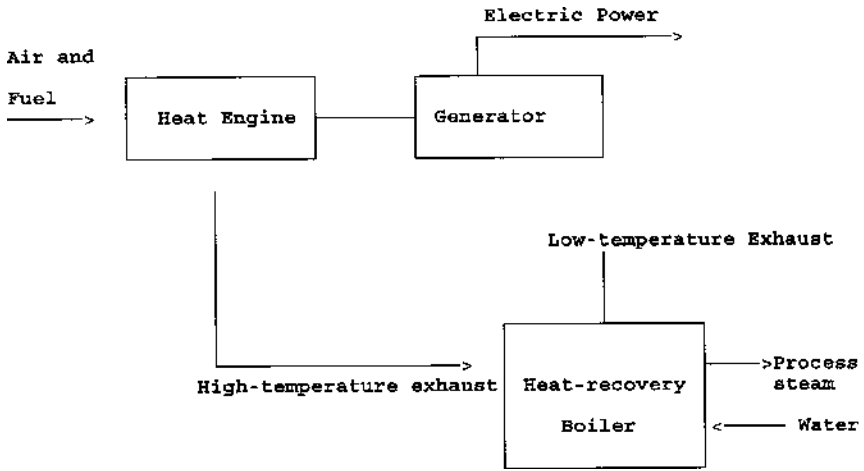 Electric Power
Air and
Fuel
Heat Engine
Generator
Low-temperature Exhaust
High-temperature exhaust
Heat-recovery
Boiler
Process
steam
Water